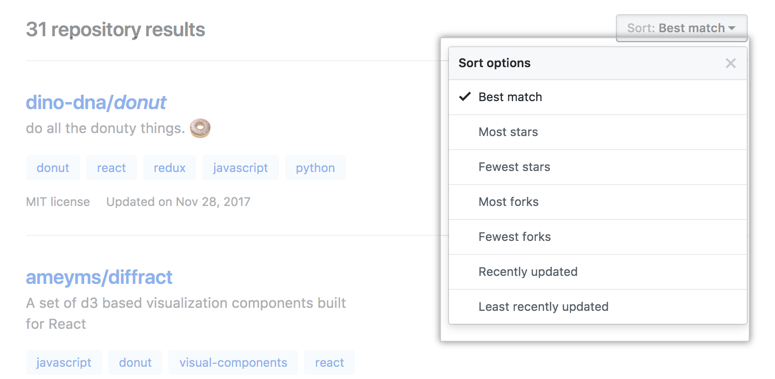 31 repository results
Sort: Best match
Sort options
Best match
Most stars
Fewest stars
Most forks
Fewest forks
Recently updated
Least recently updated
dino-dna/donut
do all the donuty things. 🍩
donut react redux javascript python
MIT license Updated on Nov 28, 2017
ameyms/diffract
A set of d3 based visualization components built
for React
javascript donut visual-components react